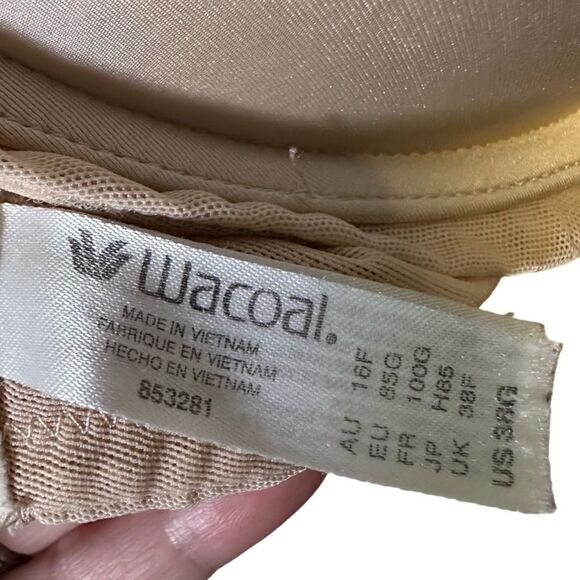 wacoal.
MADE IN VIETNAM
FABRIQUE EN VIETNAM
HECHO EN VIETNAM
853281
AU 16F
EU 85G
FR 100G
JP H85
UK 38F
US 38G